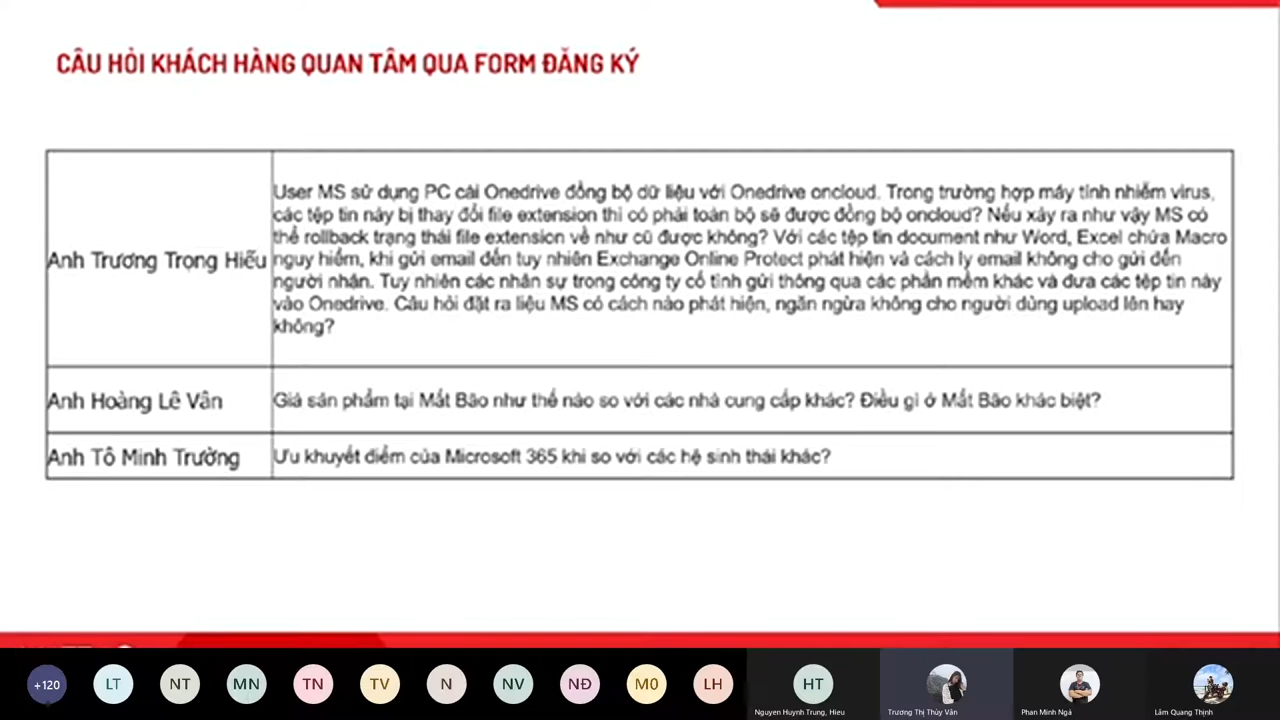 CÂU HỎI KHÁCH HÀNG QUAN TÂM QUA FORM ĐĂNG KÝ
Anh Trương Trọng Hiếu
User MS sử dụng PC cài Onedrive đồng bộ dữ liệu với Onedrive oncloud. Trong trường hợp máy tính nhiễm virus,
các tệp tin này bị thay đổi file extension thì có phải toàn bộ sẽ được đồng bộ oncloud? Nếu xảy ra như vậy MS có
thể rollback trạng thái file extension về như cũ được không? Với các tệp tin document như Word, Excel chứa Macro
nguy hiểm, khi gửi email đến tuy nhiên Exchange Online Protect phát hiện và cách ly email không cho gửi đến
người nhận. Tuy nhiên các nhân sự trong công ty cố tình gửi thông qua các phần mềm khác và đưa các tệp tin này
vào Onedrive. Câu hỏi đặt ra liệu MS có cách nào phát hiện, ngăn ngừa không cho người dùng upload lên hay
không?
Anh Hoàng Lê Vân
Giá sản phẩm tại Mắt Bão như thế nào so với các nhà cung cấp khác? Điều gì ở Mắt Bão khác biệt?
Anh Tô Minh Trường
Ưu khuyết điểm của Microsoft 365 khi so với các hệ sinh thái khác?
+120
LT
NT
MN
TN
TV
N
NV
NĐ
M0
LH
HT
Nguyen Huynh Trung, Hieu
Trương Thị Thúy Vân
Phan Minh Ngà
Lâm Quang Thịnh